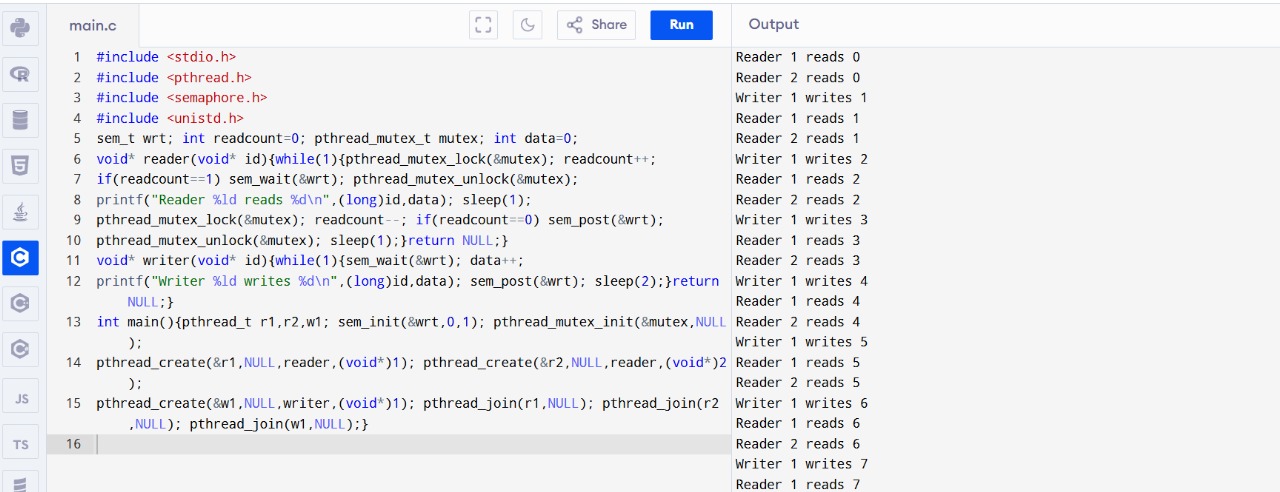 main.c
Share
Run
Output
1 #include <stdio.h>
2 #include <pthread.h>
3 #include <semaphore.h>
4 #include <unistd.h>
5 sem_t wrt; int readcount=0; pthread_mutex_t mutex; int data=0;
6 void* reader(void* id){while(1){pthread_mutex_lock(&mutex); readcount++;
7 if(readcount==1) sem_wait(&wrt); pthread_mutex_unlock(&mutex);
8 printf("Reader %ld reads %d\n",(long)id,data); sleep(1);
9 pthread_mutex_lock(&mutex); readcount--; if(readcount==0) sem_post(&wrt);
10 pthread_mutex_unlock(&mutex); sleep(1);}return NULL;}
11 void* writer(void* id){while(1){sem_wait(&wrt); data++;
12 printf("Writer %ld writes %d\n",(long)id,data); sem_post(&wrt); sleep(2);}return
NULL;}
13 int main(){pthread_t r1,r2,w1; sem_init(&wrt,0,1); pthread_mutex_init(&mutex,NULL
);
14 pthread_create(&r1,NULL,reader,(void*)1); pthread_create(&r2,NULL,reader,(void*)2
);
15 pthread_create(&w1,NULL,writer,(void*)1); pthread_join(r1,NULL); pthread_join(r2
,NULL); pthread_join(w1,NULL);}
16
Reader 1 reads 0
Reader 2 reads 0
Writer 1 writes 1
Reader 1 reads 1
Reader 2 reads 1
Writer 1 writes 2
Reader 1 reads 2
Reader 2 reads 2
Writer 1 writes 3
Reader 1 reads 3
Reader 2 reads 3
Writer 1 writes 4
Reader 1 reads 4
Reader 2 reads 4
Writer 1 writes 5
Reader 1 reads 5
Reader 2 reads 5
Writer 1 writes 6
Reader 1 reads 6
Reader 2 reads 6
Writer 1 writes 7
Reader 1 reads 7
R
5
C
C
C
JS
TS